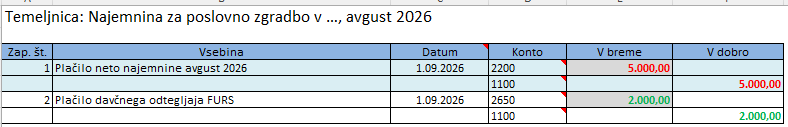 Temeljnica: Najemnina za poslovno zgradbo v …, avgust 2026
Zap. št. Vsebina Datum Konto V breme V dobro
1 Plačilo neto najemnine avgust 2026 1.09.2026 2200 5.000,00
1100 5.000,00
2 Plačilo davčnega odtegljaja FURS 1.09.2026 2650 2.000,00
1100 2.000,00